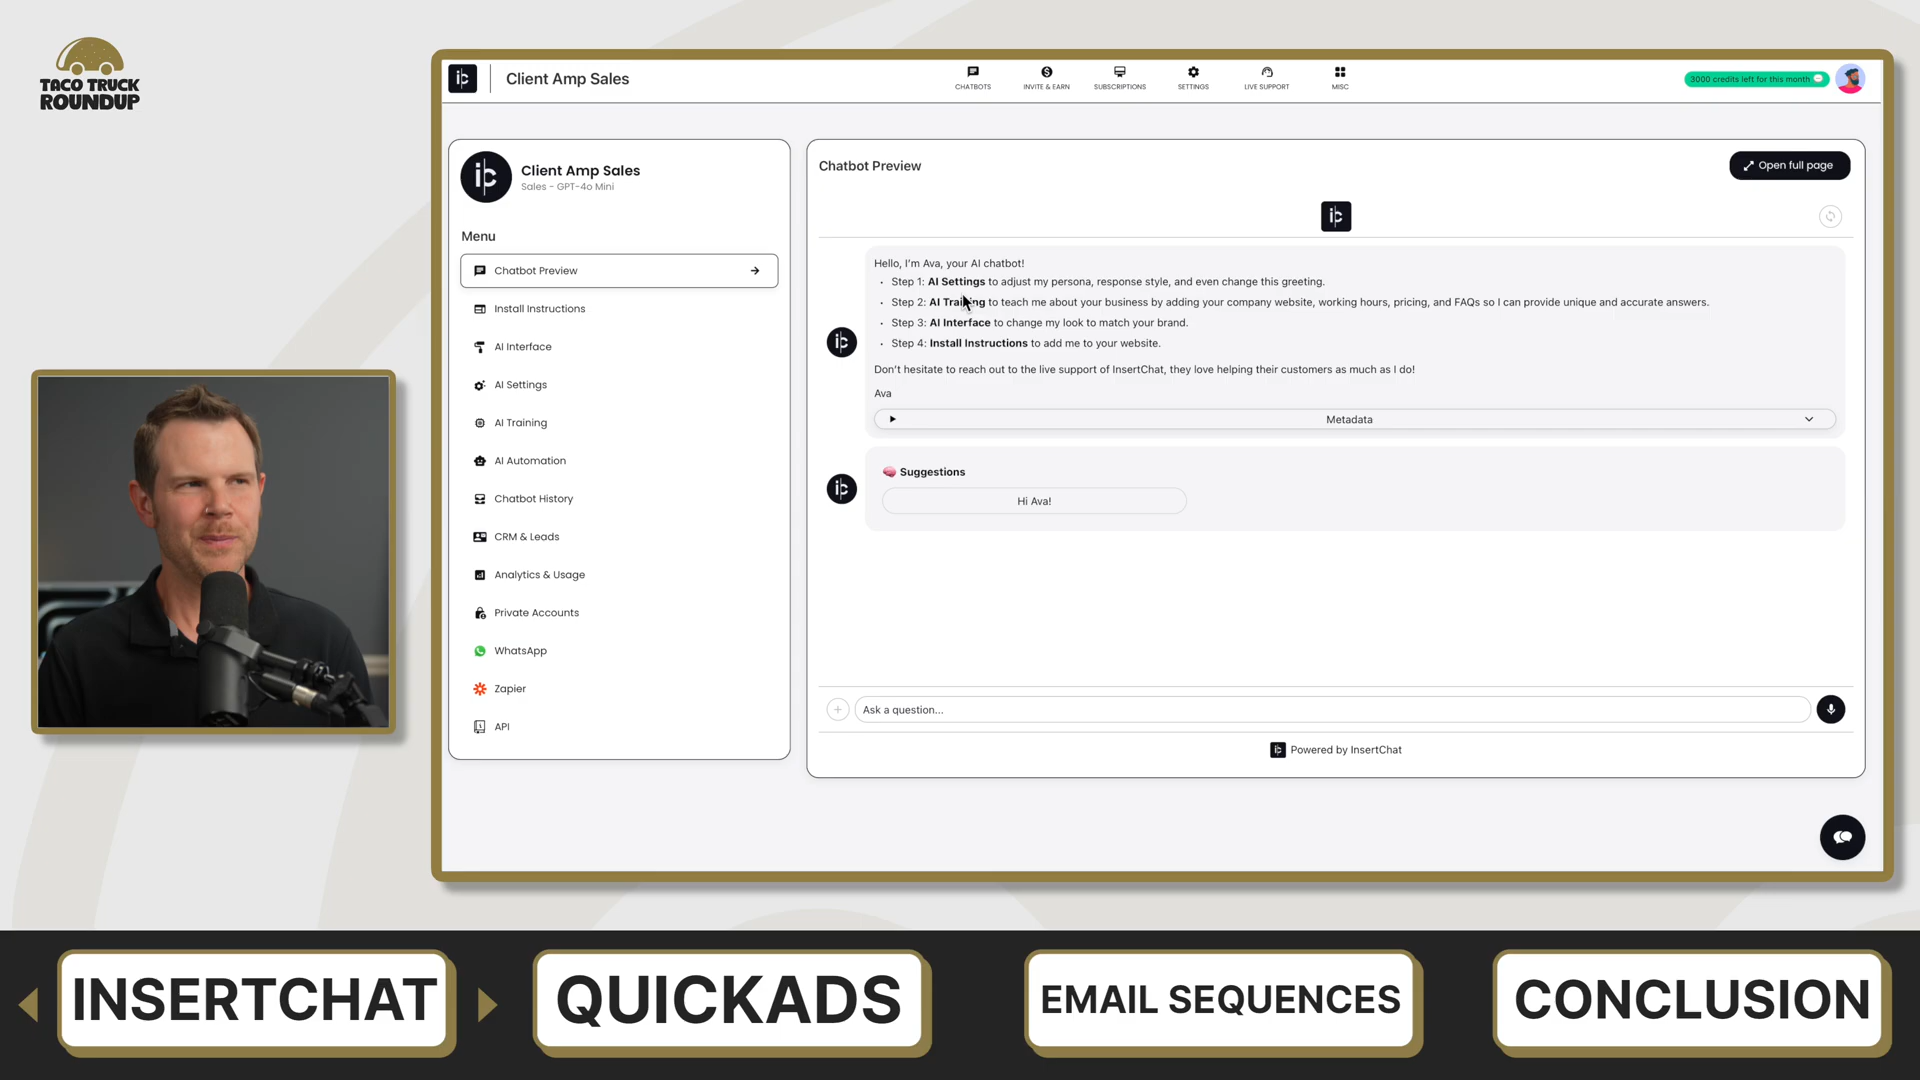 TACO TRUCK
ROUNDUP
Client Amp Sales
CHATBOTS
INVITE & EARN
SUBSCRIPTIONS
SETTINGS
LIVE SUPPORT
MISC
3000 credits left for this month
Client Amp Sales
Sales - GPT-4o Mini
Menu
Chatbot Preview
Install Instructions
AI Interface
AI Settings
AI Training
AI Automation
Chatbot History
CRM & Leads
Analytics & Usage
Private Accounts
WhatsApp
Zapier
API
Chatbot Preview
Open full page
Hello, I'm Ava, your AI chatbot!
• Step 1: AI Settings to adjust my persona, response style, and even change this greeting.
• Step 2: AI Training to teach me about your business by adding your company website, working hours, pricing, and FAQs so I can provide unique and accurate answers.
• Step 3: AI Interface to change my look to match your brand.
• Step 4: Install Instructions to add me to your website.
Don't hesitate to reach out to the live support of InsertChat, they love helping their customers as much as I do!
Ava
Metadata
Suggestions
Hi Ava!
Ask a question...
Powered by InsertChat
INSERTCHAT
QUICKADS
EMAIL SEQUENCES
CONCLUSION